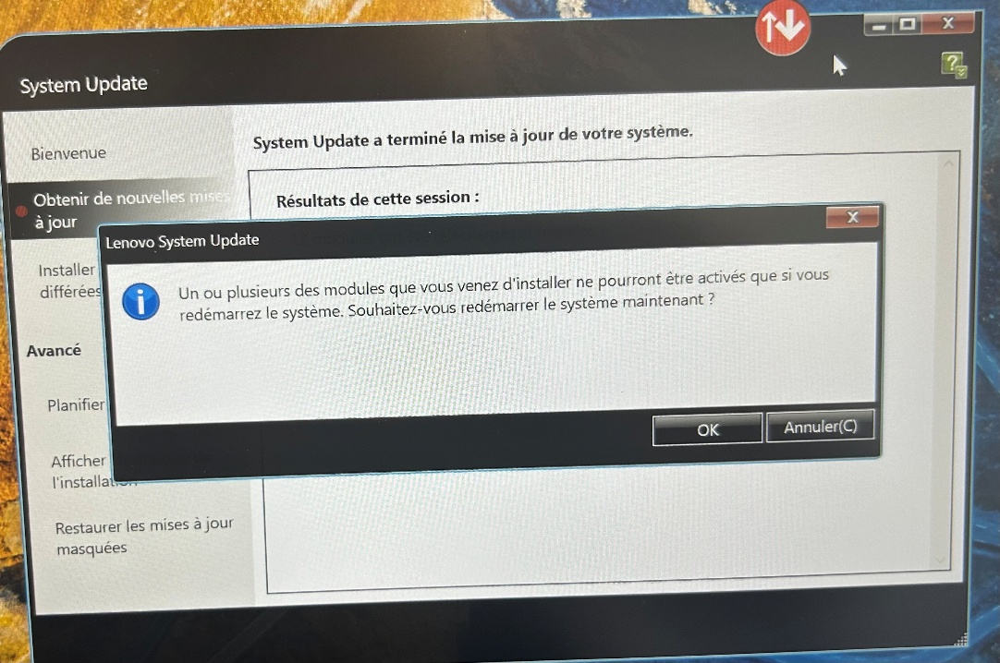 System Update
Bienvenue
System Update a terminé la mise à jour de votre système.
Obtenir de nouvelles mises
à jour
Résultats de cette session :
Lenovo System Update
X
Installer
différées
Un ou plusieurs des modules que vous venez d'installer ne pourront être activés que si vous
redémarrez le système. Souhaitez-vous redémarrer le système maintenant ?
Avancé
Planifier
OK
Annuler(C)
Afficher
Restaurer les mises à jour
masquées